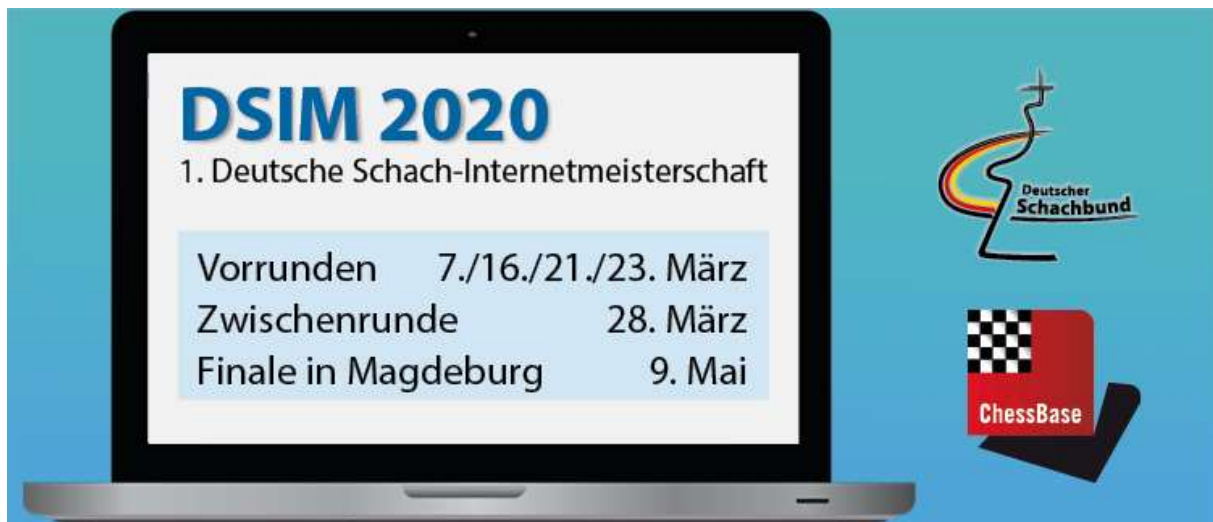 DSIM 2020
1. Deutsche Schach-Internetmeisterschaft
Vorrunden 7./16./21./23. März
Zwischenrunde 28. März
Finale in Magdeburg 9. Mai
Deutscher
Schachbund
ChessBase